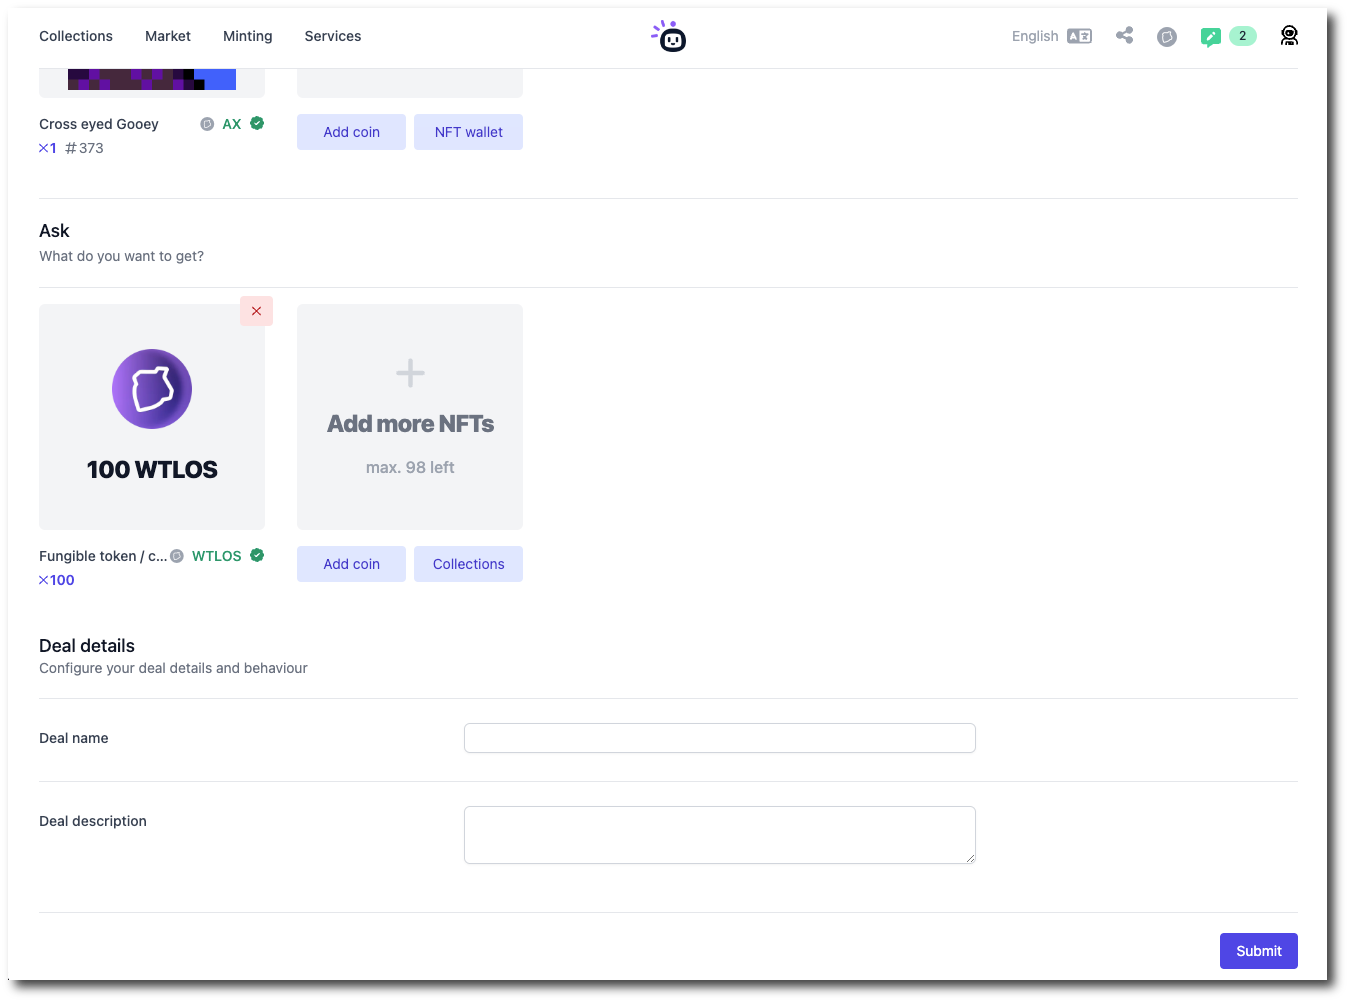 Collections Market Minting Services English A 2
Cross eyed Gooey AX
×1 #373
Add coin NFT wallet
Ask
What do you want to get?
100 WTLOS
Add more NFTs
max. 98 left
Fungible token / c... WTLOS
×100
Add coin Collections
Deal details
Configure your deal details and behaviour
Deal name
Deal description
Submit